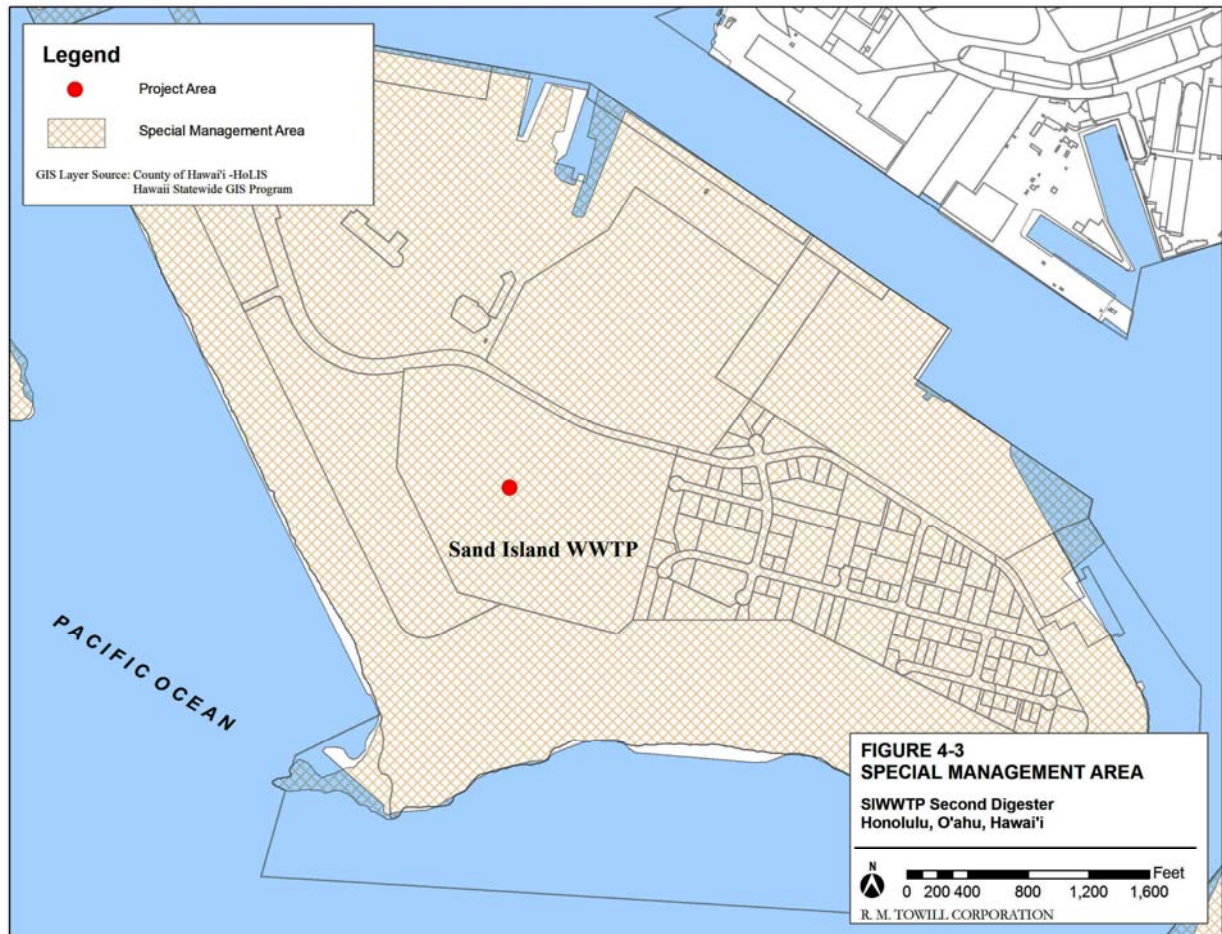 Legend
Project Area
Special Management Area
GIS Layer Source: County of Hawai'i -HoLIS
Hawaii Statewide GIS Program
Sand Island WWTP
PACIFIC OCEAN
FIGURE 4-3
SPECIAL MANAGEMENT AREA
SIWWTP Second Digester
Honolulu, O'ahu, Hawai'i
N
Feet
0 200 400 800 1,200 1,600
R. M. TOWILL CORPORATION